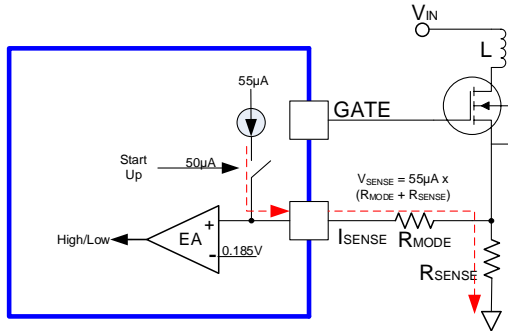 VIN
L
55µA
GATE
Start
Up
50µA
VSENSE = 55µA x
(RMODE + RSENSE)
+
EA
High/Low
-
0.185V
ISENSE
RMODE
RSENSE